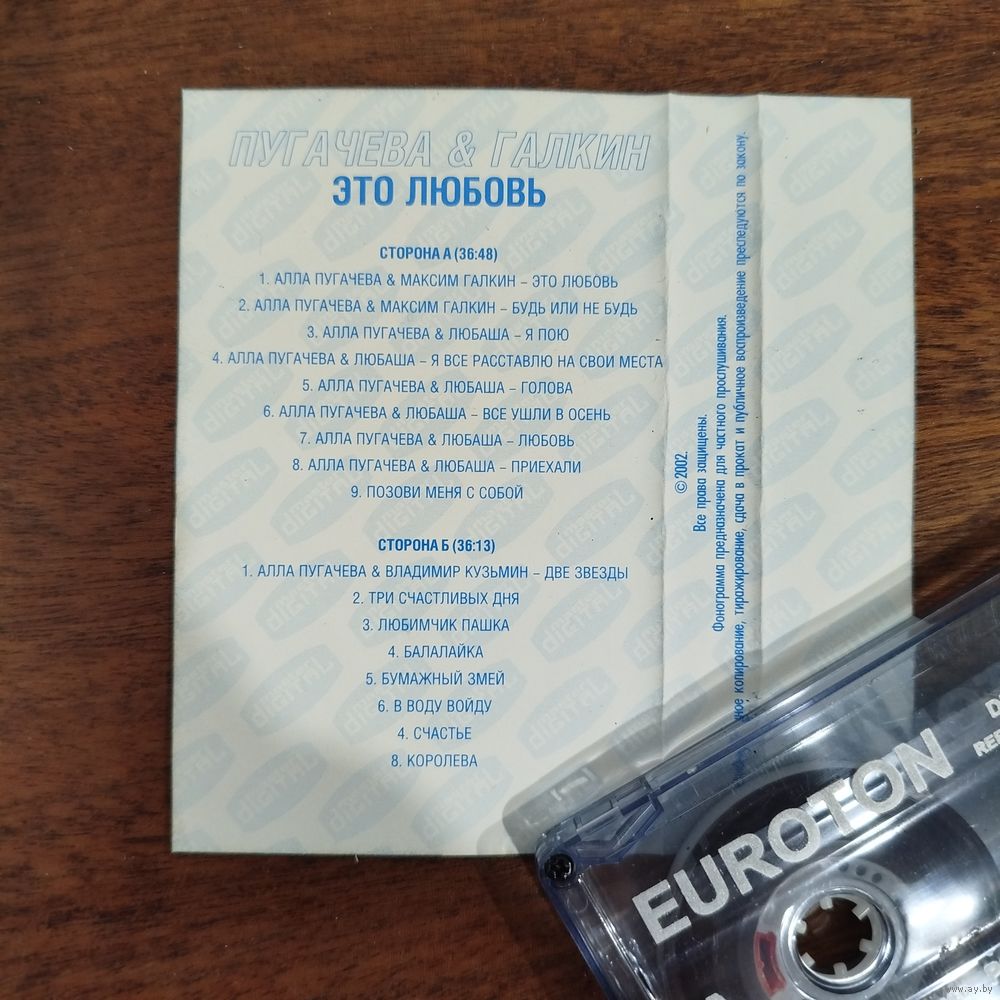 ПУГАЧЕВА & ГАЛКИН
ЭТО ЛЮБОВЬ
СТОРОНА А (36:48)
1. АЛЛА ПУГАЧЕВА & МАКСИМ ГАЛКИН – ЭТО ЛЮБОВЬ
2. АЛЛА ПУГАЧЕВА & МАКСИМ ГАЛКИН – БУДЬ ИЛИ НЕ БУДЬ
3. АЛЛА ПУГАЧЕВА & ЛЮБАША – Я ПОЮ
4. АЛЛА ПУГАЧЕВА & ЛЮБАША – Я ВСЕ РАССТАВЛЮ НА СВОИ МЕСТА
5. АЛЛА ПУГАЧЕВА & ЛЮБАША – ГОЛОВА
6. АЛЛА ПУГАЧЕВА & ЛЮБАША – ВСЕ УШЛИ В ОСЕНЬ
7. АЛЛА ПУГАЧЕВА & ЛЮБАША – ЛЮБОВЬ
8. АЛЛА ПУГАЧЕВА & ЛЮБАША – ПРИЕХАЛИ
9. ПОЗОВИ МЕНЯ С СОБОЙ
СТОРОНА Б (36:13)
1. АЛЛА ПУГАЧЕВА & ВЛАДИМИР КУЗЬМИН – ДВЕ ЗВЕЗДЫ
2. ТРИ СЧАСТЛИВЫХ ДНЯ
3. ЛЮБИМЧИК ПАШКА
4. БАЛАЛАЙКА
5. БУМАЖНЫЙ ЗМЕЙ
6. В ВОДУ ВОЙДУ
4. СЧАСТЬЕ
8. КОРОЛЕВА
©2002.
Все права защищены.
Фонограмма предназначена для частного прослушивания.
копирование, тиражирование, сдача в прокат и публичное воспроизведение преследуются по закону.
EUROTON
www.ay.by